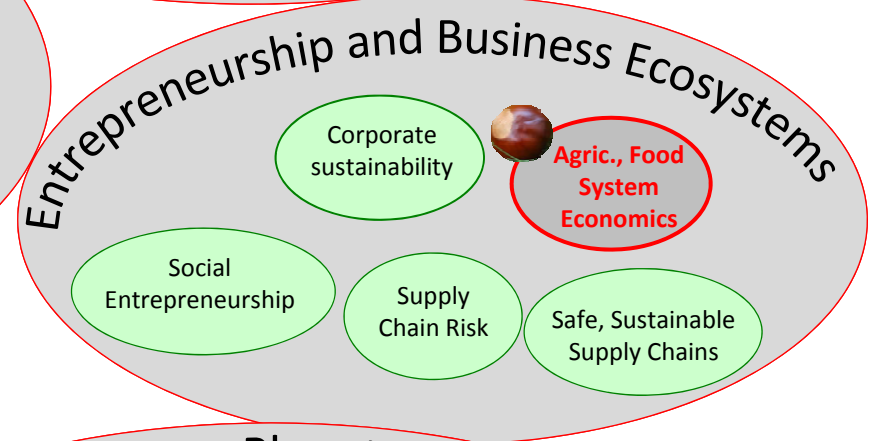 Entrepreneurship and Business Ecosystems
Corporate
sustainability
Agric., Food
System
Economics
Social
Entrepreneurship
Supply
Chain Risk
Safe, Sustainable
Supply Chains